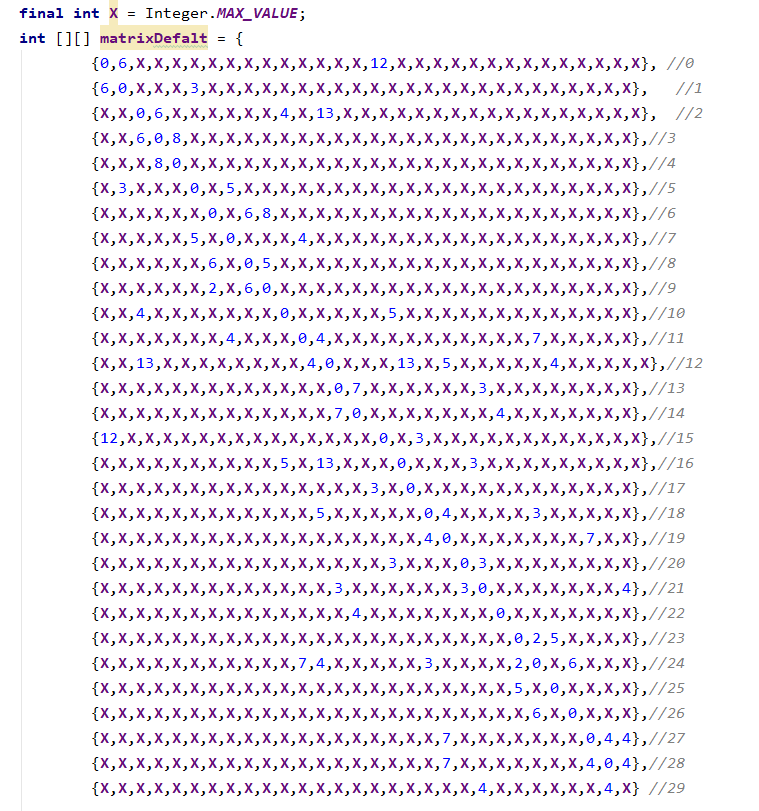 final int X = Integer.MAX_VALUE;
int [][] matrixDefalt = {
{0,6,X,X,X,X,X,X,X,X,X,X,X,X,X,12,X,X,X,X,X,X,X,X,X,X,X,X,X,X}, //0
{6,0,X,X,X,3,X,X,X,X,X,X,X,X,X,X,X,X,X,X,X,X,X,X,X,X,X,X,X,X}, //1
{X,X,0,6,X,X,X,X,X,X,4,X,13,X,X,X,X,X,X,X,X,X,X,X,X,X,X,X,X,X}, //2
{X,X,6,0,8,X,X,X,X,X,X,X,X,X,X,X,X,X,X,X,X,X,X,X,X,X,X,X,X,X},//3
{X,X,X,8,0,X,X,X,X,X,X,X,X,X,X,X,X,X,X,X,X,X,X,X,X,X,X,X,X,X},//4
{X,3,X,X,X,0,X,5,X,X,X,X,X,X,X,X,X,X,X,X,X,X,X,X,X,X,X,X,X,X},//5
{X,X,X,X,X,X,0,X,6,8,X,X,X,X,X,X,X,X,X,X,X,X,X,X,X,X,X,X,X,X},//6
{X,X,X,X,X,5,X,0,X,X,X,4,X,X,X,X,X,X,X,X,X,X,X,X,X,X,X,X,X,X},//7
{X,X,X,X,X,X,6,X,0,5,X,X,X,X,X,X,X,X,X,X,X,X,X,X,X,X,X,X,X,X},//8
{X,X,X,X,X,X,2,X,6,0,X,X,X,X,X,X,X,X,X,X,X,X,X,X,X,X,X,X,X,X},//9
{X,X,4,X,X,X,X,X,X,X,0,X,X,X,X,X,5,X,X,X,X,X,X,X,X,X,X,X,X,X},//10
{X,X,X,X,X,X,X,4,X,X,X,0,4,X,X,X,X,X,X,X,X,X,X,X,7,X,X,X,X,X},//11
{X,X,13,X,X,X,X,X,X,X,X,4,0,X,X,X,13,X,5,X,X,X,X,X,4,X,X,X,X,X},//12
{X,X,X,X,X,X,X,X,X,X,X,X,X,0,7,X,X,X,X,X,X,3,X,X,X,X,X,X,X,X},//13
{X,X,X,X,X,X,X,X,X,X,X,X,X,7,0,X,X,X,X,X,X,X,4,X,X,X,X,X,X,X},//14
{12,X,X,X,X,X,X,X,X,X,X,X,X,X,X,0,X,3,X,X,X,X,X,X,X,X,X,X,X,X},//15
{X,X,X,X,X,X,X,X,X,X,5,X,13,X,X,X,0,X,X,X,3,X,X,X,X,X,X,X,X,X},//16
{X,X,X,X,X,X,X,X,X,X,X,X,X,X,X,3,X,0,X,X,X,X,X,X,X,X,X,X,X,X},//17
{X,X,X,X,X,X,X,X,X,X,X,X,5,X,X,X,X,X,0,4,X,X,X,X,3,X,X,X,X,X},//18
{X,X,X,X,X,X,X,X,X,X,X,X,X,X,X,X,X,X,4,0,X,X,X,X,X,X,X,7,X,X},//19
{X,X,X,X,X,X,X,X,X,X,X,X,X,X,X,X,3,X,X,X,0,3,X,X,X,X,X,X,X,X},//20
{X,X,X,X,X,X,X,X,X,X,X,X,X,3,X,X,X,X,X,X,3,0,X,X,X,X,X,X,X,4},//21
{X,X,X,X,X,X,X,X,X,X,X,X,X,X,4,X,X,X,X,X,X,X,0,X,X,X,X,X,X,X},//22
{X,X,X,X,X,X,X,X,X,X,X,X,X,X,X,X,X,X,X,X,X,X,X,0,2,5,X,X,X,X},//23
{X,X,X,X,X,X,X,X,X,X,X,7,4,X,X,X,X,X,3,X,X,X,X,2,0,X,6,X,X,X},//24
{X,X,X,X,X,X,X,X,X,X,X,X,X,X,X,X,X,X,X,X,X,X,X,5,X,0,X,X,X,X},//25
{X,X,X,X,X,X,X,X,X,X,X,X,X,X,X,X,X,X,X,X,X,X,X,X,6,X,0,X,X,X},//26
{X,X,X,X,X,X,X,X,X,X,X,X,X,X,X,X,X,X,X,7,X,X,X,X,X,X,X,0,4,4},//27
{X,X,X,X,X,X,X,X,X,X,X,X,X,X,X,X,X,X,X,7,X,X,X,X,X,X,X,4,0,4},//28
{X,X,X,X,X,X,X,X,X,X,X,X,X,X,X,X,X,X,X,X,X,4,X,X,X,X,X,X,4,X} //29